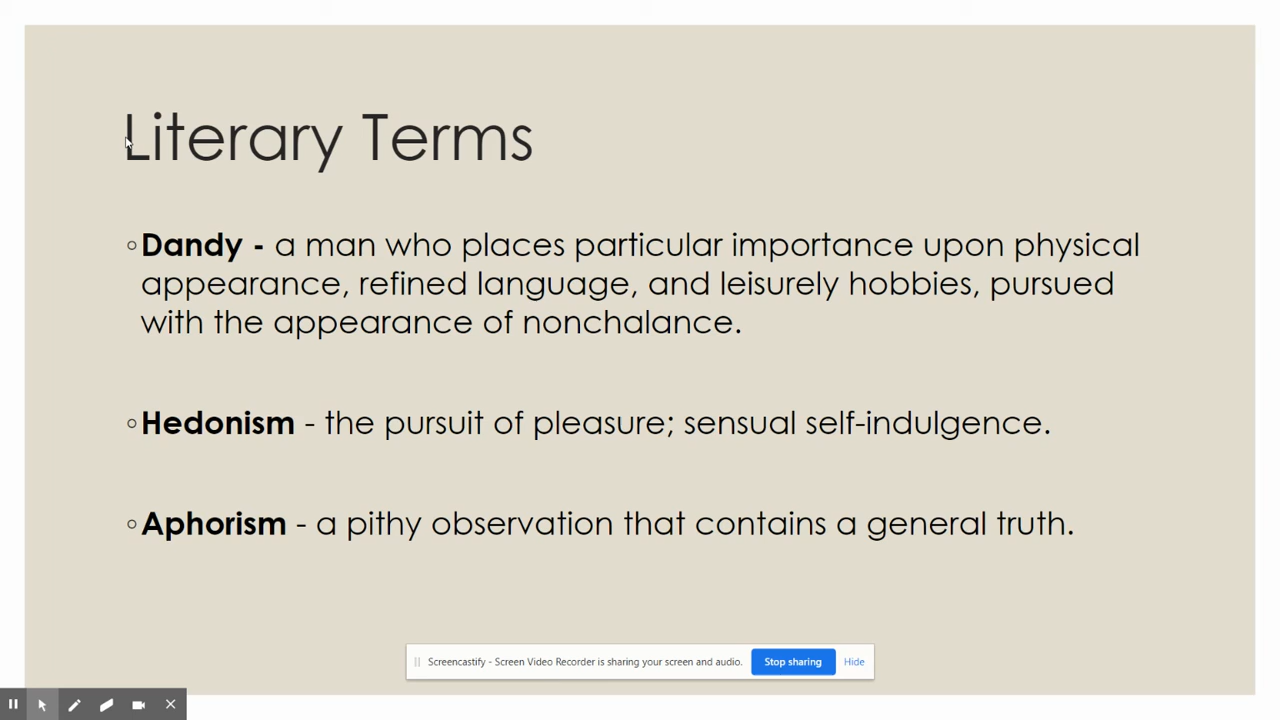 Literary Terms
◦Dandy - a man who places particular importance upon physical
appearance, refined language, and leisurely hobbies, pursued
with the appearance of nonchalance.
◦Hedonism - the pursuit of pleasure; sensual self-indulgence.
◦Aphorism - a pithy observation that contains a general truth.
Screencastify - Screen Video Recorder is sharing your screen and audio. Stop sharing Hide